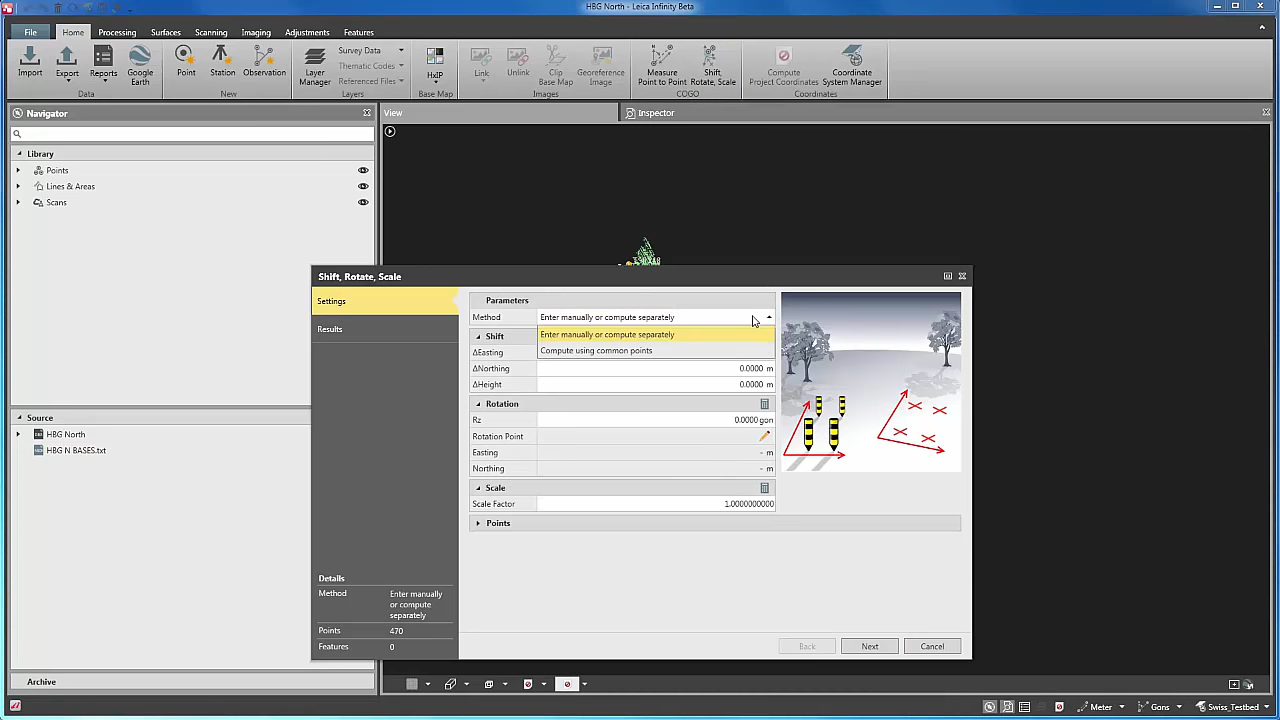 HBG North - Leica Infinity Beta
File Home Processing Surfaces Scanning Imaging Adjustments Features
Import Export Reports Google Earth Point Station Observation Layer Manager Survey Data Thematic Codes Referenced Files HxIP Link Unlink Clip Base Map Georeference Image Measure Point to Point Shift, Rotate, Scale Compute Project Coordinates Coordinate System Manager
Data New Layers Base Map Images COGO Coordinates
Navigator
View
Inspector
Library
Points
Lines & Areas
Scans
Source
HBG North
HBG N BASES.txt
Archive
Shift, Rotate, Scale
Settings
Results
Parameters
Method Enter manually or compute separately
Enter manually or compute separately
Compute using common points
Shift
ΔEasting
ΔNorthing 0.0000 m
ΔHeight 0.0000 m
Rotation
Rz 0.0000 gon
Rotation Point
Easting - m
Northing - m
Scale
Scale Factor 1.0000000000
Points
Details
Method Enter manually
or compute
separately
Points 470
Features 0
Back Next Cancel
Meter Gons Swiss_Testbed